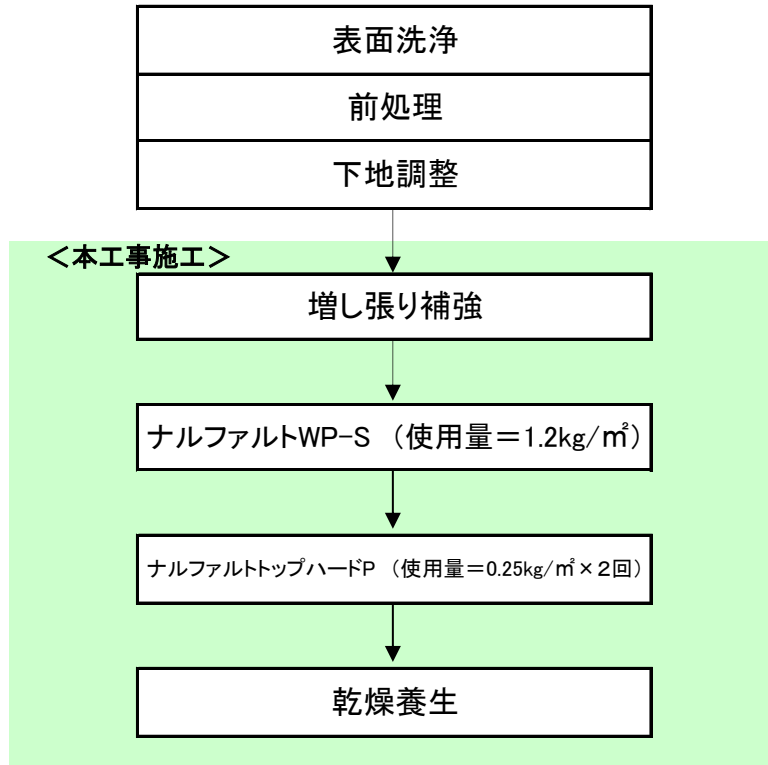 表面洗浄
前処理
下地調整
＜本工事施工＞
増し張り補強
ナルファルトWP-S （使用量＝1.2kg/㎡）
ナルファルトトップハードP （使用量＝0.25kg/㎡×２回）
乾燥養生